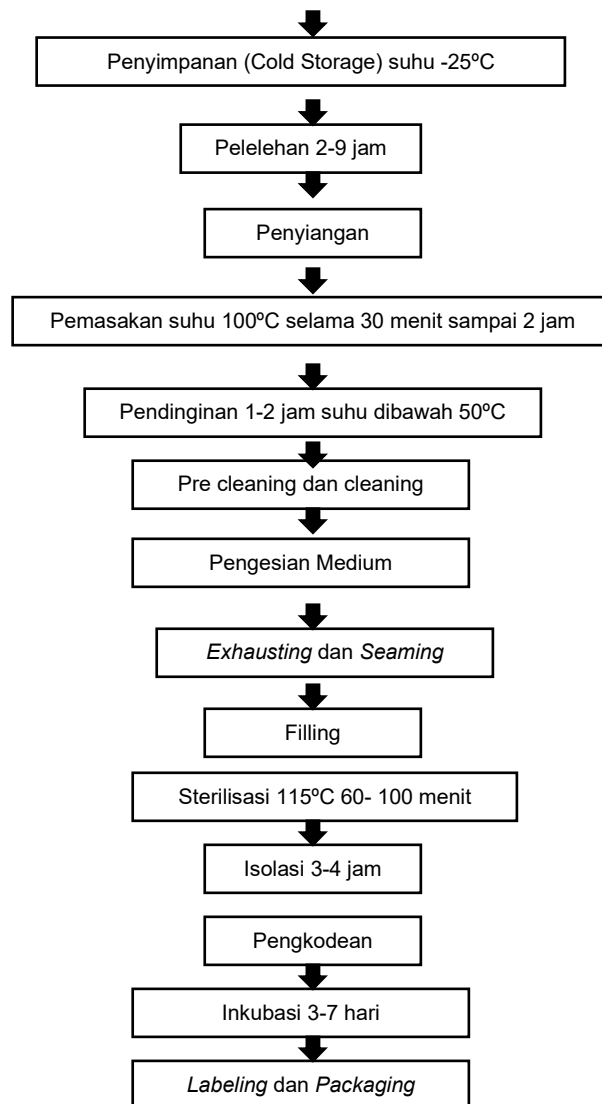 Penyimpanan (Cold Storage) suhu -25ºC
Pelelehan 2-9 jam
Penyiangan
Pemasakan suhu 100ºC selama 30 menit sampai 2 jam
Pendinginan 1-2 jam suhu dibawah 50ºC
Pre cleaning dan cleaning
Pengesian Medium
Exhausting dan Seaming
Filling
Sterilisasi 115ºC 60- 100 menit
Isolasi 3-4 jam
Pengkodean
Inkubasi 3-7 hari
Labeling dan Packaging